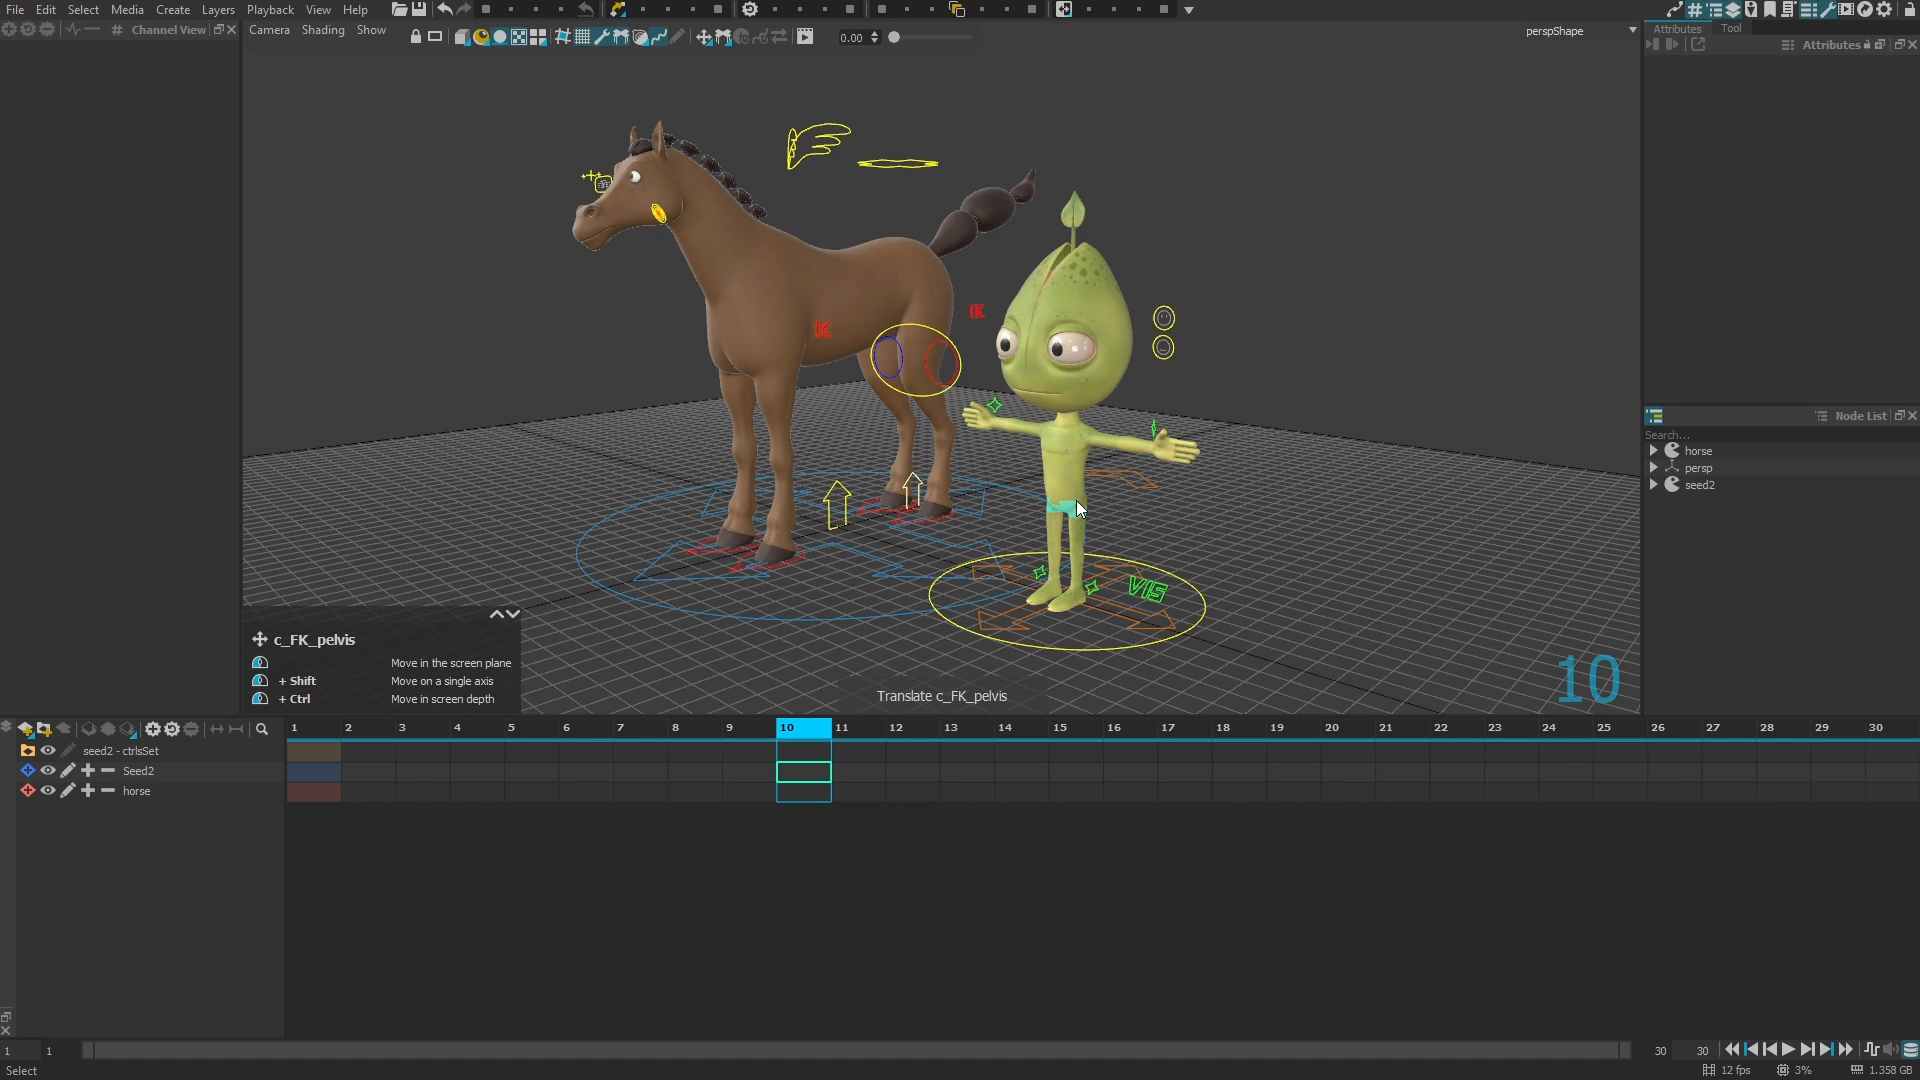 File Edit Select Media Create Layers Playback View Help
Channel View
Camera Shading Show
0.00
perspShape
Attributes Tool
Attributes
Node List
Search...
horse
persp
seed2
IK
IK
VIS
c_FK_pelvis
Move in the screen plane
+ Shift Move on a single axis
+ Ctrl Move in screen depth
Translate c_FK_pelvis
10
1 2 3 4 5 6 7 8 9 10 11 12 13 14 15 16 17 18 19 20 21 22 23 24 25 26 27 28 29 30
seed2 - ctrlsSet
Seed2
horse
1 1 30 30
Select 12 fps 3% 1.358 GB